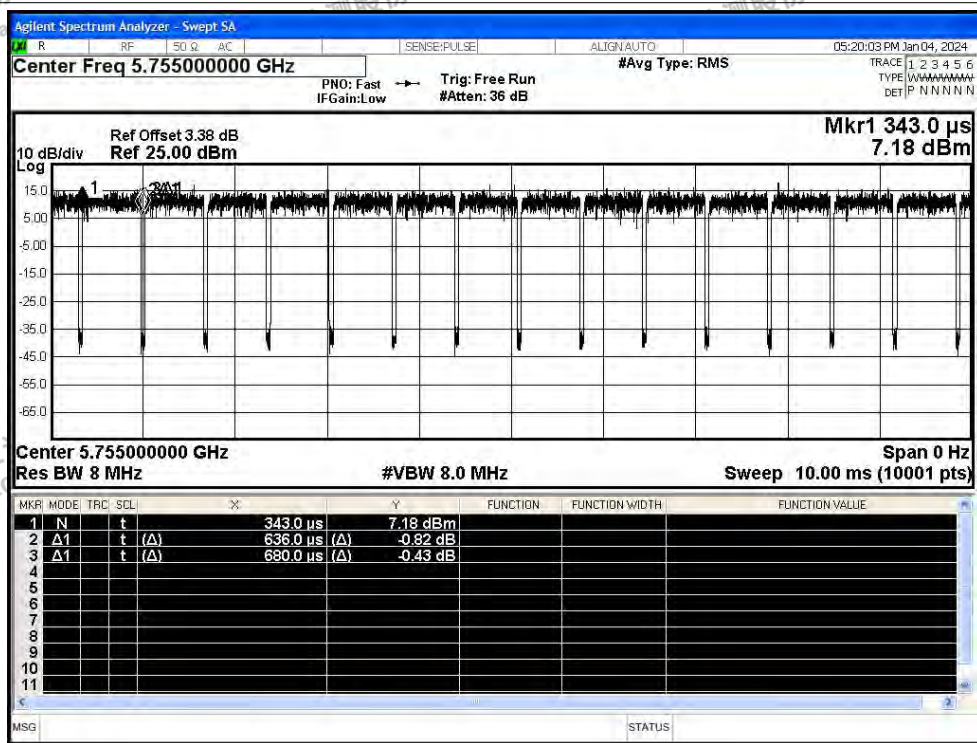 Agilent Spectrum Analyzer - Swept SA
R RF 50 Ω AC SENSE:PULSE ALIGN AUTO 05:20:03 PM Jan 04, 2024
Center Freq 5.755000000 GHz
PNO: Fast
IFGain:Low
Trig: Free Run
#Atten: 36 dB
#Avg Type: RMS
TRACE 1 2 3 4 5 6
TYPE WWWWWW
DET P N N N N N
Ref Offset 3.38 dB
10 dB/div Ref 25.00 dBm
Log
Mkr1 343.0 µs
7.18 dBm
15.0
5.00
-5.00
-15.0
-25.0
-35.0
-45.0
-55.0
-65.0
1
Center 5.755000000 GHz Span 0 Hz
Res BW 8 MHz #VBW 8.0 MHz Sweep 10.00 ms (10001 pts)
MKR MODE TRC SCL X Y FUNCTION FUNCTION WIDTH FUNCTION VALUE
1 N t 343.0 µs 7.18 dBm
2 Δ1 t (Δ) 636.0 µs (Δ) -0.82 dB
3 Δ1 t (Δ) 680.0 µs (Δ) -0.43 dB
4
5
6
7
8
9
10
11
MSG STATUS